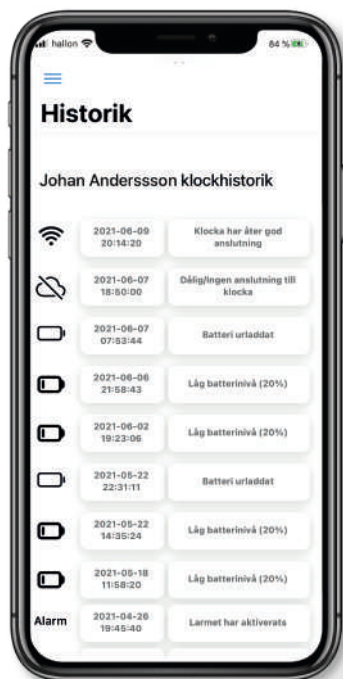 hallon
84 %
Historik
Johan Anderssson klockhistorik
2021-06-09
20:14:20
Klocka har åter god
anslutning
2021-06-07
18:50:00
Dålig/ingen anslutning till
klocka
2021-06-07
07:53:44
Batteri urladdat
2021-06-06
21:58:43
Låg batterinivå (20%)
2021-06-02
19:23:06
Låg batterinivå (20%)
2021-05-22
22:31:11
Batteri urladdat
2021-05-22
14:35:24
Låg batterinivå (20%)
2021-05-18
11:58:20
Låg batterinivå (20%)
Alarm
2021-04-26
19:45:40
Larmet har aktiverats